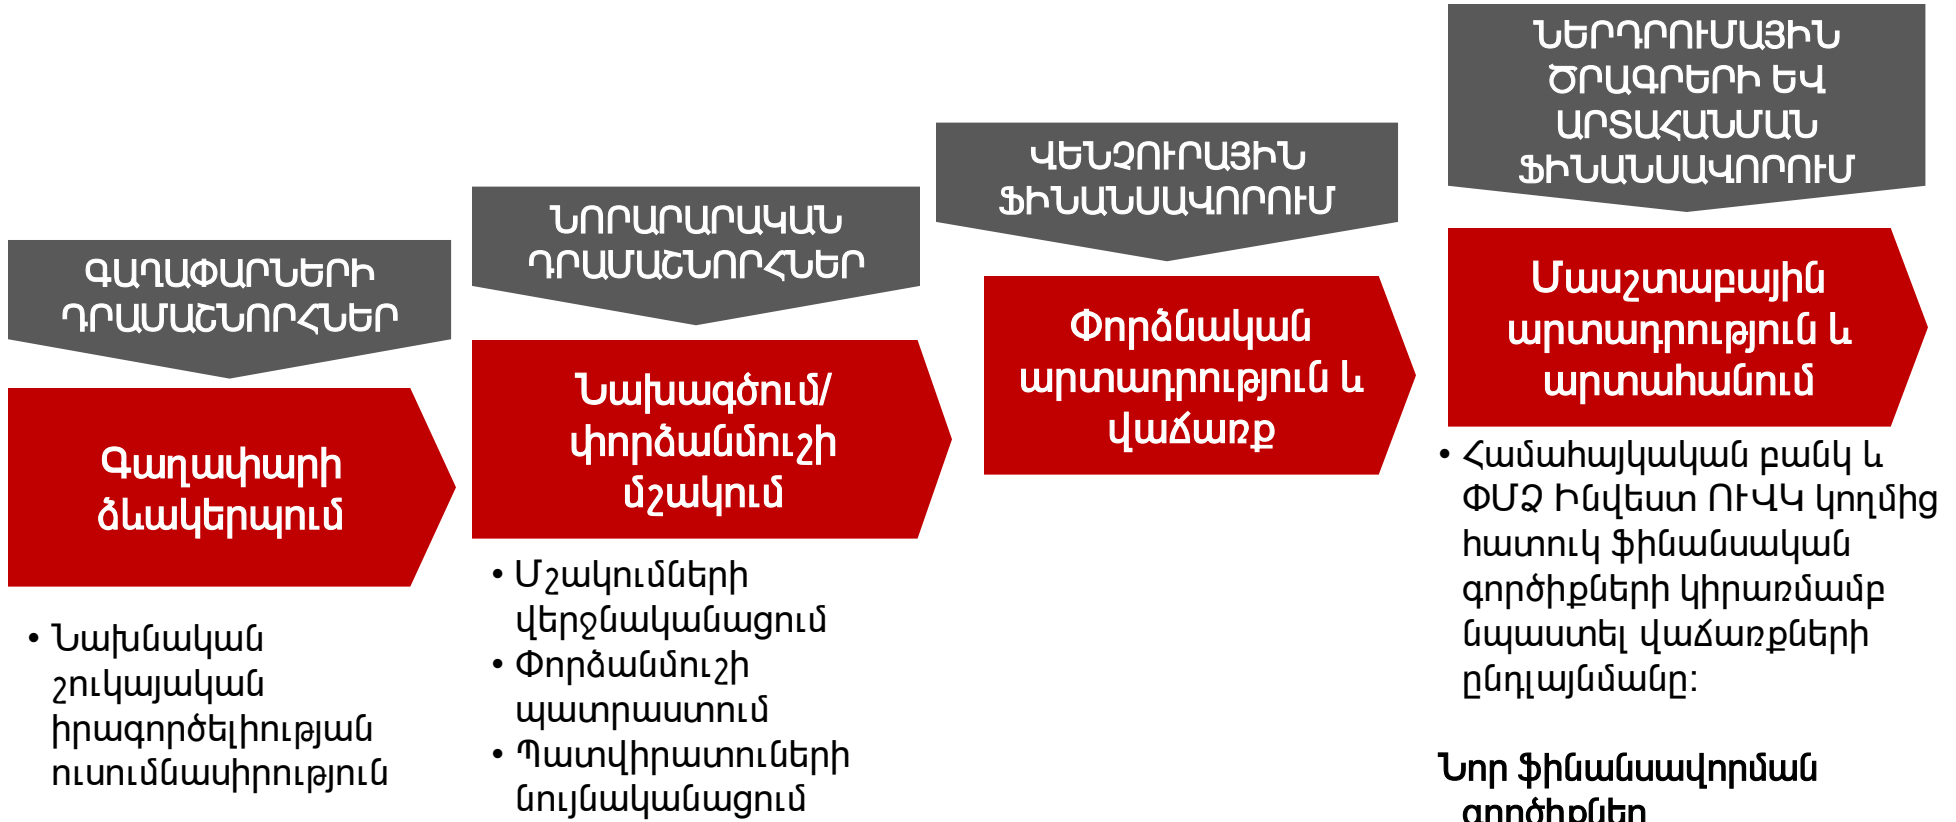 ԳԱՂԱՓԱՐՆԵՐԻ
ԴՐԱՄԱՇՆՈՐՀՆԵՐ
Գաղափարի
ձևակերպում
• Նախնական
շուկայական
իրագործելիության
ուսումնասիրություն
ՆՈՐԱՐԱՐԱԿԱՆ
ԴՐԱՄԱՇՆՈՐՀՆԵՐ
Նախագծում/
փորձանմուշի
մշակում
• Մշակումների
վերջնականացում
• Փորձանմուշի
պատրաստում
• Պատվիրատուների
նույնականացում
ՎԵՆՉՈՒՐԱՅԻՆ
ՖԻՆԱՆՍԱՎՈՐՈՒՄ
Փորձնական
արտադրություն և
վաճառք
ՆԵՐԴՐՈՒՄԱՅԻՆ
ԾՐԱԳՐԵՐԻ ԵՎ
ԱՐՏԱՀԱՆՄԱՆ
ՖԻՆԱՆՍԱՎՈՐՈՒՄ
Մասշտաբային
արտադրություն և
արտահանում
• Համահայկական բանկ և
ՓՄՁ Ինվեստ ՈՒՎԿ կողմից
հատուկ ֆինանսական
գործիքների կիրառմամբ
նպաստել վաճառքների
ընդլայնմանը:
Նոր ֆինանսավորման
գործիքներ